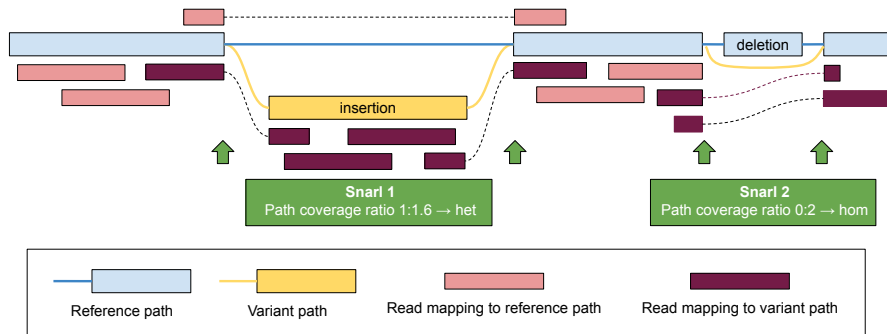 deletion
insertion
Snarl 1
Path coverage ratio 1:1.6 → het
Snarl 2
Path coverage ratio 0:2 → hom
Reference path
Variant path
Read mapping to reference path
Read mapping to variant path